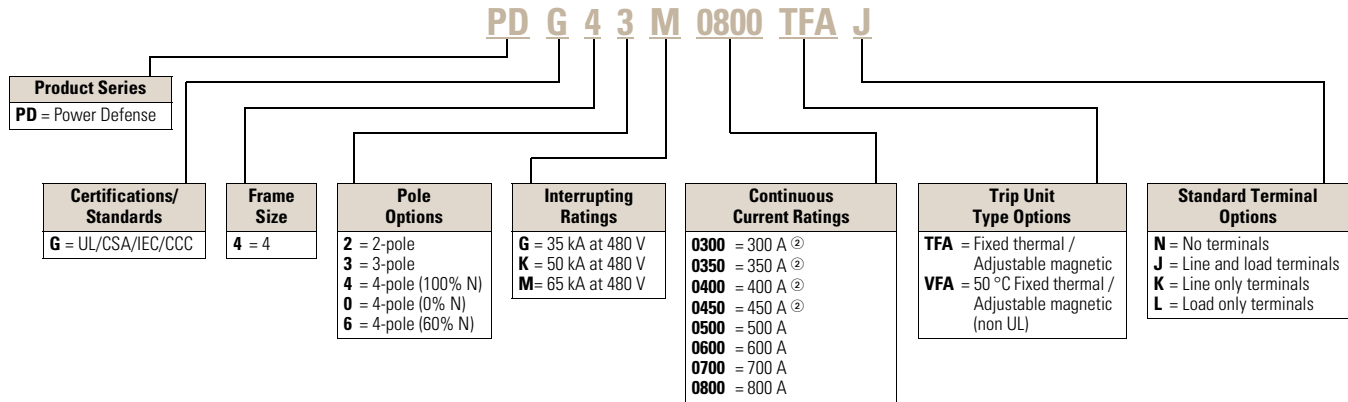 PD G 4 3 M 0800 TFA J
Product Series
PD = Power Defense
Certifications/
Standards
G = UL/CSA/IEC/CCC
Frame
Size
4 = 4
Pole
Options
2 = 2-pole
3 = 3-pole
4 = 4-pole (100% N)
0 = 4-pole (0% N)
6 = 4-pole (60% N)
Interrupting
Ratings
G = 35 kA at 480 V
K = 50 kA at 480 V
M= 65 kA at 480 V
Continuous
Current Ratings
0300 = 300 A ②
0350 = 350 A ②
0400 = 400 A ②
0450 = 450 A ②
0500 = 500 A
0600 = 600 A
0700 = 700 A
0800 = 800 A
Trip Unit
Type Options
TFA = Fixed thermal /
Adjustable magnetic
VFA = 50 °C Fixed thermal /
Adjustable magnetic
(non UL)
Standard Terminal
Options
N = No terminals
J = Line and load terminals
K = Line only terminals
L = Load only terminals